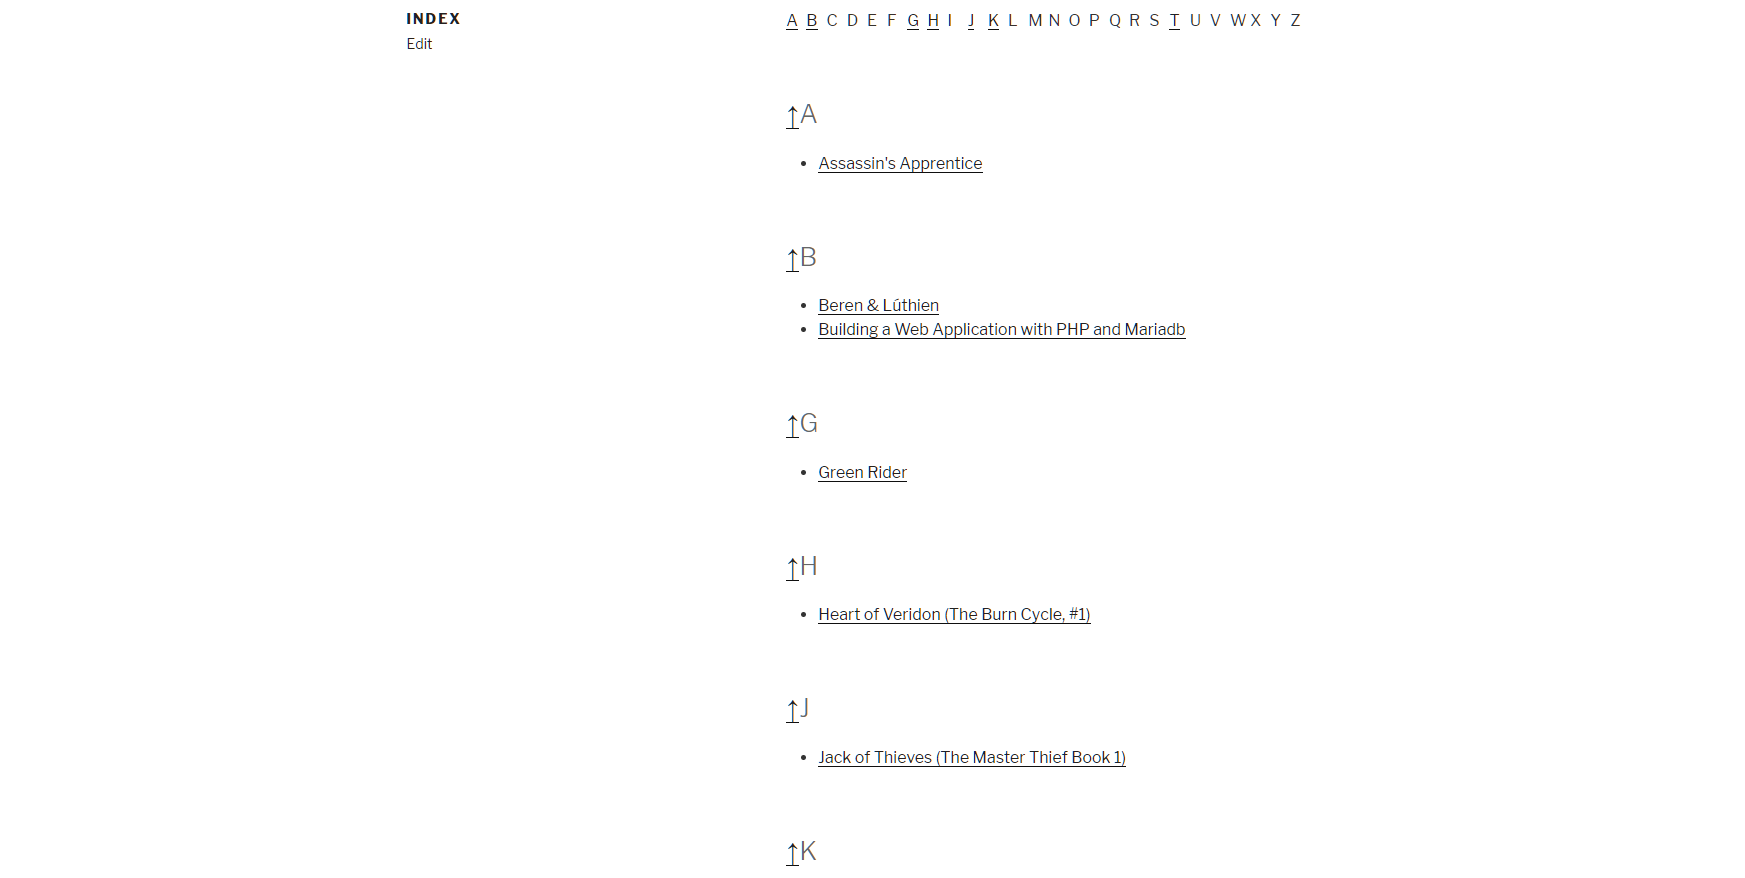 INDEX
Edit
A B C D E F G H I J K L M N O P Q R S T U V W X Y Z
↑A
• Assassin's Apprentice
↑B
• Beren & Lúthien
• Building a Web Application with PHP and Mariadb
↑G
• Green Rider
↑H
• Heart of Veridon (The Burn Cycle, #1)
↑J
• Jack of Thieves (The Master Thief Book 1)
↑K